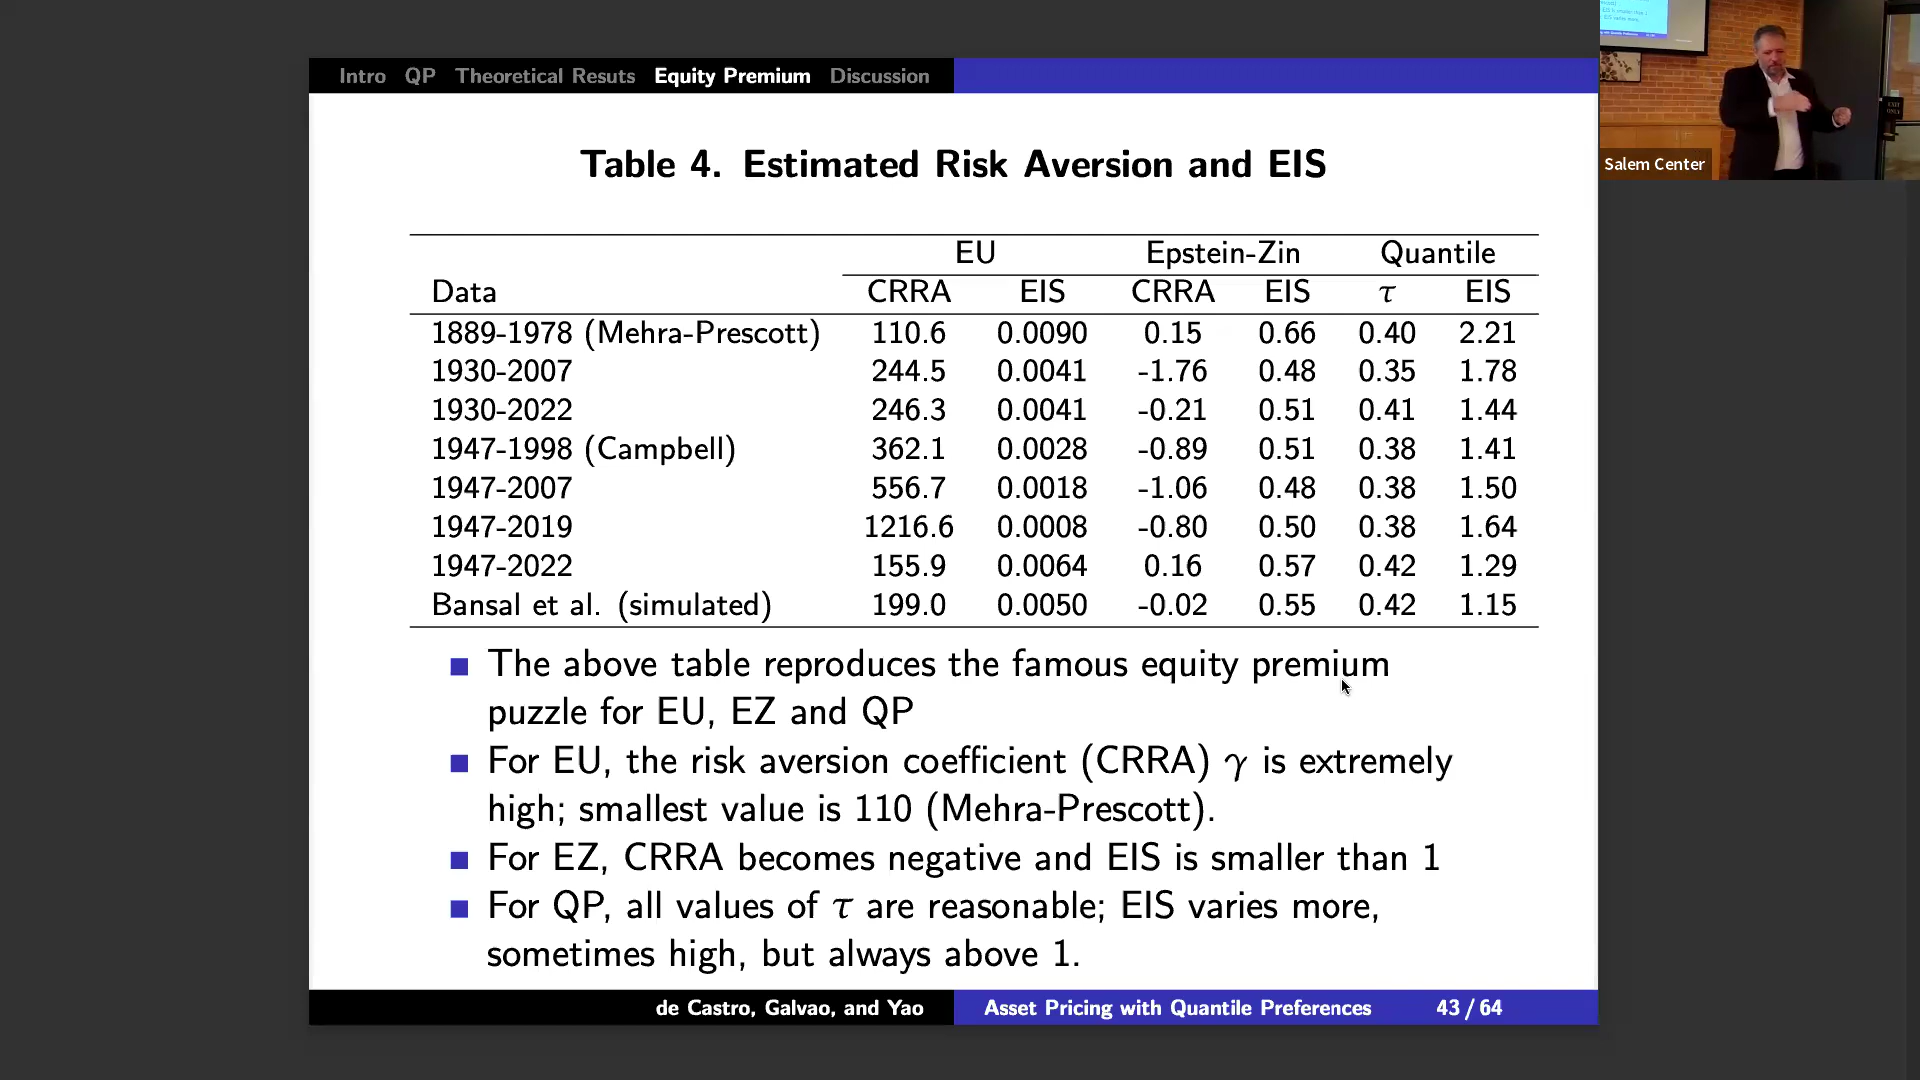 Intro QP Theoretical Resuts Equity Premium Discussion
Table 4. Estimated Risk Aversion and EIS
EU Epstein-Zin Quantile
Data CRRA EIS CRRA EIS τ EIS
1889-1978 (Mehra-Prescott) 110.6 0.0090 0.15 0.66 0.40 2.21
1930-2007 244.5 0.0041 -1.76 0.48 0.35 1.78
1930-2022 246.3 0.0041 -0.21 0.51 0.41 1.44
1947-1998 (Campbell) 362.1 0.0028 -0.89 0.51 0.38 1.41
1947-2007 556.7 0.0018 -1.06 0.48 0.38 1.50
1947-2019 1216.6 0.0008 -0.80 0.50 0.38 1.64
1947-2022 155.9 0.0064 0.16 0.57 0.42 1.29
Bansal et al. (simulated) 199.0 0.0050 -0.02 0.55 0.42 1.15
The above table reproduces the famous equity premium
puzzle for EU, EZ and QP
For EU, the risk aversion coefficient (CRRA) γ is extremely
high; smallest value is 110 (Mehra-Prescott).
For EZ, CRRA becomes negative and EIS is smaller than 1
For QP, all values of τ are reasonable; EIS varies more,
sometimes high, but always above 1.
de Castro, Galvao, and Yao Asset Pricing with Quantile Preferences 43 / 64
Salem Center